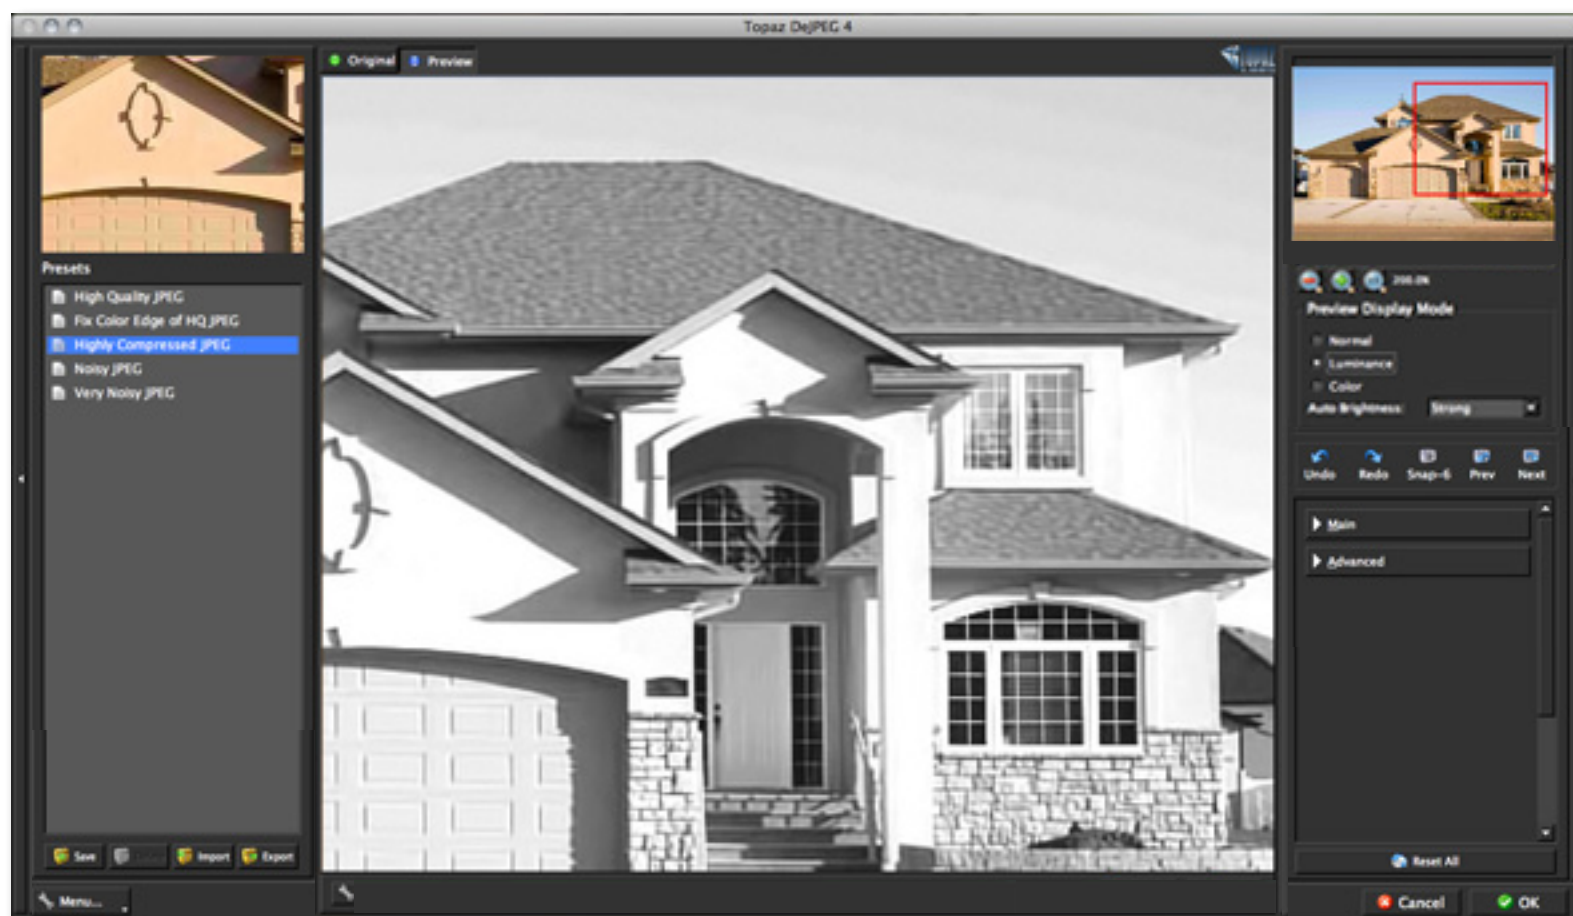 Topaz DeJPEG 4
Original Preview
Presets
High Quality JPEG
Fix Color Edge of HQ JPEG
Highly Compressed JPEG
Noisy JPEG
Very Noisy JPEG
Save Import Export
Menu...
200.0%
Preview Display Mode
Normal
Luminance
Color
Auto Brightness: Strong
Undo Redo Snap-6 Prev Next
Main
Advanced
Reset All
Cancel OK